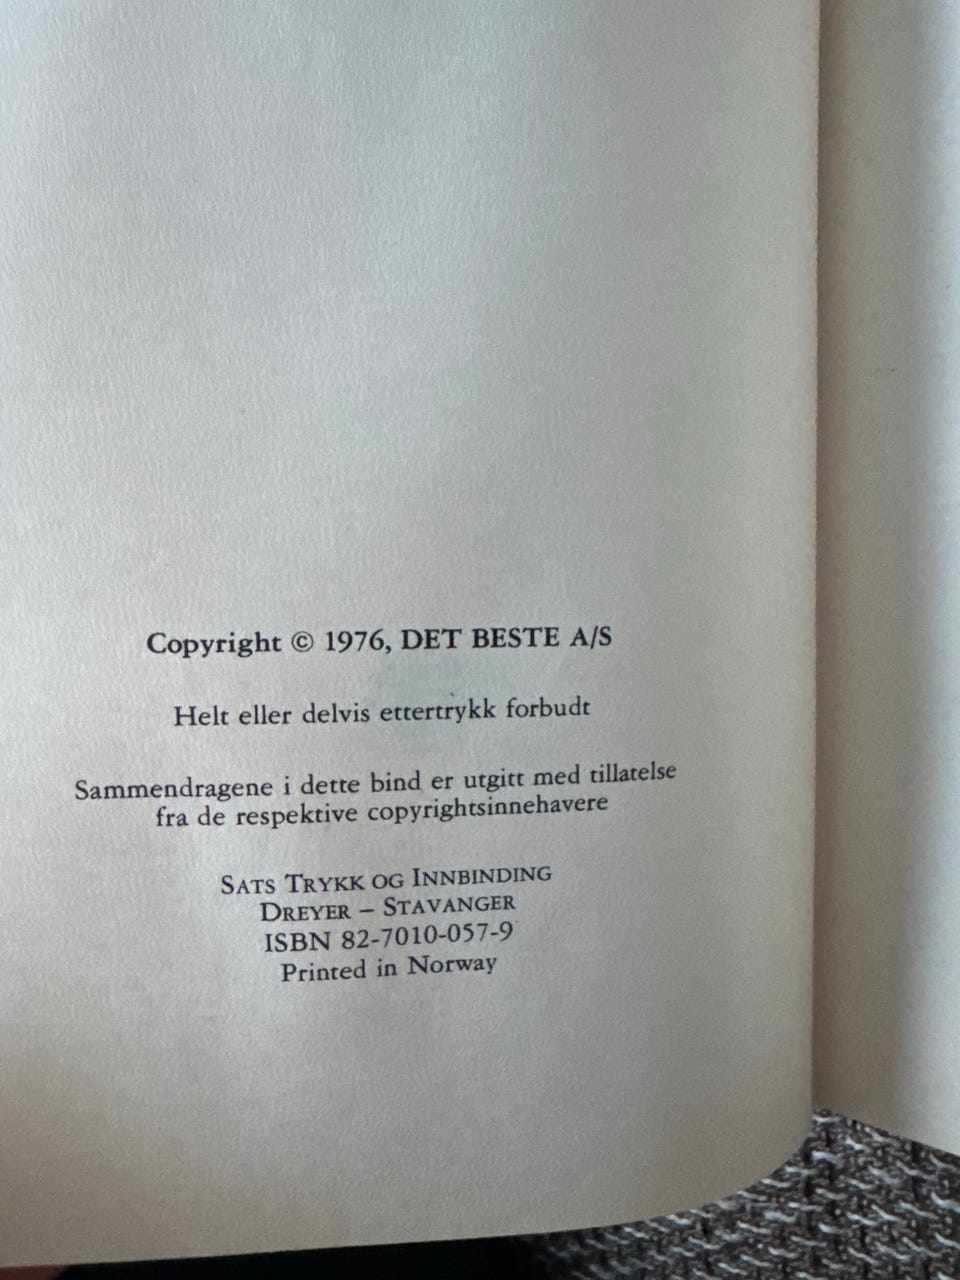 Copyright © 1976, DET BESTE A/S
Helt eller delvis ettertrykk forbudt
Sammendragene i dette bind er utgitt med tillatelse
fra de respektive copyrightsinnehavere
SATS TRYKK OG INNBINDING
DREYER – STAVANGER
ISBN 82-7010-057-9
Printed in Norway